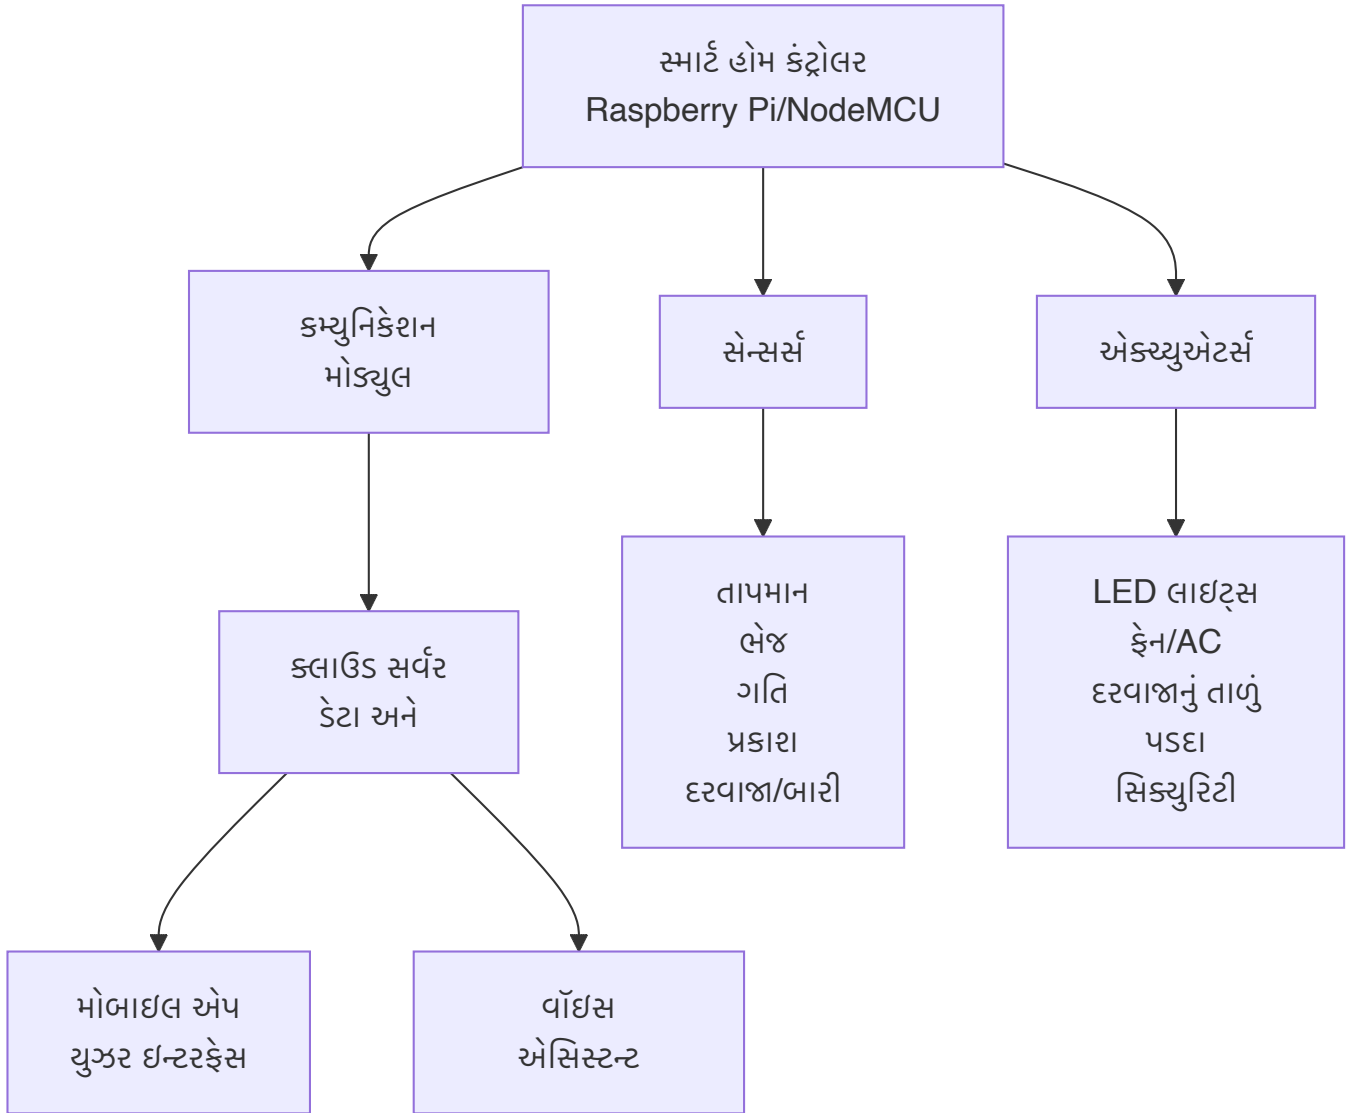 સ્માર્ટ હોમ કંટ્રોલર
Raspberry Pi/NodeMCU
કમ્યુનિકેશન
મોડ્યુલ
સેન્સર્સ
એક્ચ્યુએટર્સ
ક્લાઉડ સર્વર
ડેટા અને
તાપમાન
ભેજ
ગતિ
પ્રકાશ
દરવાજા/બારી
LED લાઇટ્સ
ફેન/AC
દરવાજાનું તાળું
પડદા
સિક્યુરિટી
મોબાઇલ એપ
યુઝર ઇન્ટરફેસ
વૉઇસ
એસિસ્ટન્ટ